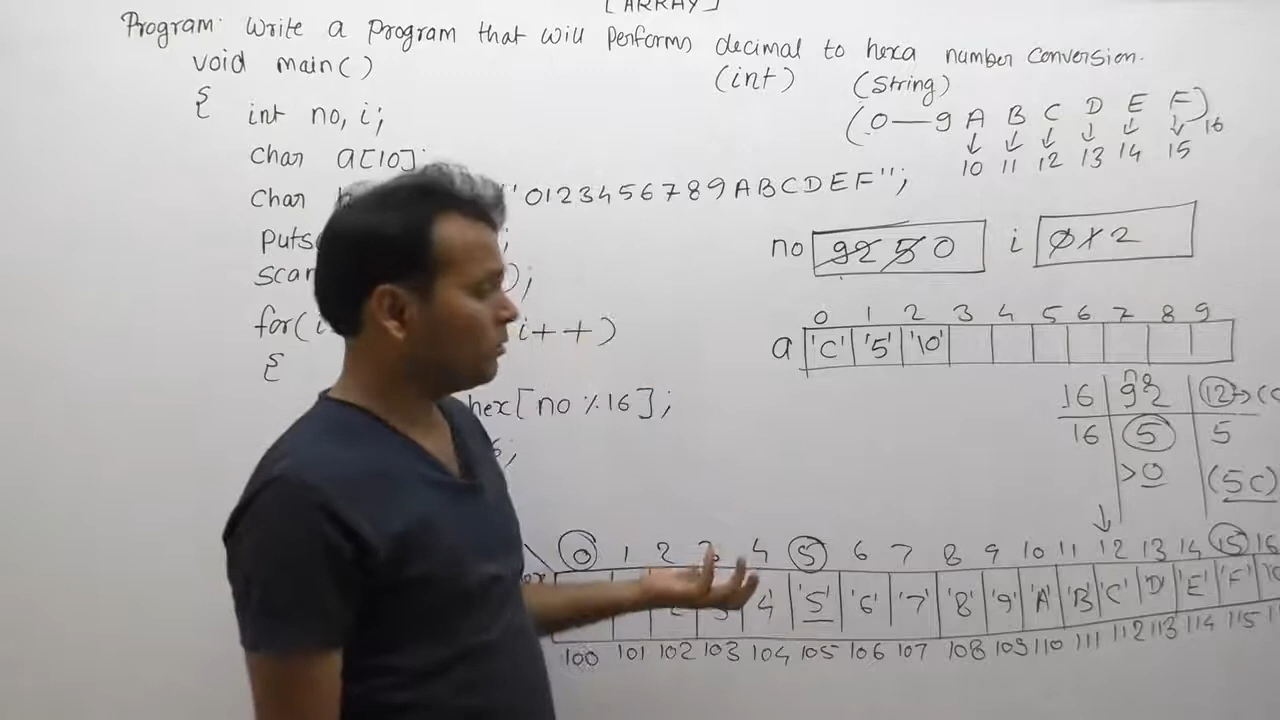 [ARRAY]
Program: Write a program that will performs decimal to hexa number conversion.
void main()
(int) (String)
{ int no, i;
(0—9 A B C D E F)16
10 11 12 13 14 15
char a[10];
char "0123456789ABCDEF";
puts ;
scan );
no 92 5 0 i 0 1 2
for(i i++)
0 1 2 3 4 5 6 7 8 9
a 'C' '5' '10'
{
hex[no %16];
16 92 12→(C
16 5 5
>0 (5C)
6;
0 1 2 3 4 5 6 7 8 9 10 11 12 13 14 15 16
4' '5' '6' '7' '8' '9' 'A' 'B' 'C' 'D' 'E' 'F'
100 101 102 103 104 105 106 107 108 109 110 111 112 113 114 115